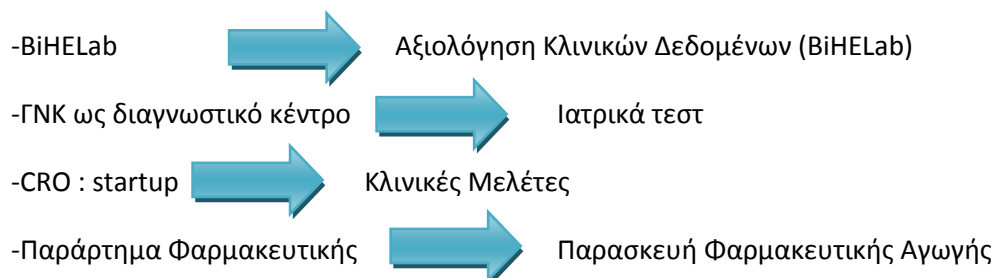 -BiHELab Αξιολόγηση Κλινικών Δεδομένων (BiHELab)
-ΓΝΚ ως διαγνωστικό κέντρο Ιατρικά τεστ
-CRO : startup Κλινικές Μελέτες
-Παράρτημα Φαρμακευτικής Παρασκευή Φαρμακευτικής Αγωγής